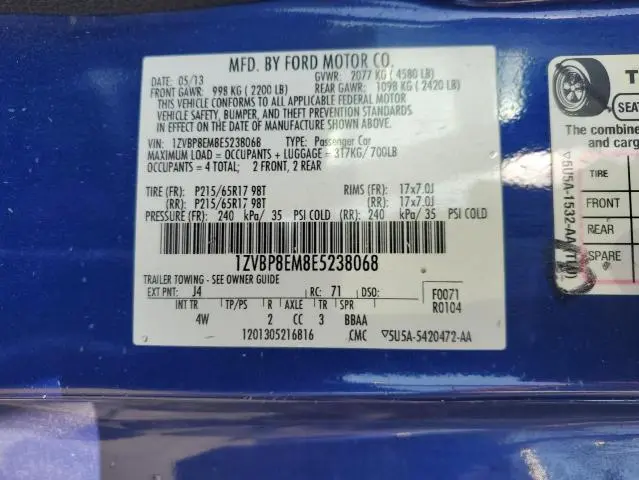 MFD. BY FORD MOTOR CO.
DATE: 05/13 GVWR: 2077 KG (4580 LB)
FRONT GAWR: 998 KG (2200 LB) REAR GAWR: 1098 KG (2420 LB)
THIS VEHICLE CONFORMS TO ALL APPLICABLE FEDERAL MOTOR
VEHICLE SAFETY, BUMPER, AND THEFT PREVENTION STANDARDS
IN EFFECT ON THE DATE OF MANUFACTURE SHOWN ABOVE.
VIN: 1ZVBP8EM8E5238068 TYPE: Passenger Car
MAXIMUM LOAD = OCCUPANTS + LUGGAGE = 317KG/700LB
OCCUPANTS = 4 TOTAL; 2 FRONT, 2 REAR
TIRE (FR): P215/65R17 98T RIMS (FR): 17x7.0J
(RR): P215/65R17 98T (RR): 17x7.0J
PRESSURE (FR): 240 kPa/ 35 PSI COLD (RR): 240 kPa/ 35 PSI COLD
1ZVBP8EM8E5238068
TRAILER TOWING - SEE OWNER GUIDE
EXT PNT: J4 RC: 71 DSO: F0071
INT TR TP/PS R AXLE TR SPR R0104
4W 2 CC 3 BBAA
1201305216816 CMC ▽5U5A-5420472-AA
▽5U5A-1532-AA
SEAT
The combine
and carg
TIRE
FRONT
REAR
SPARE